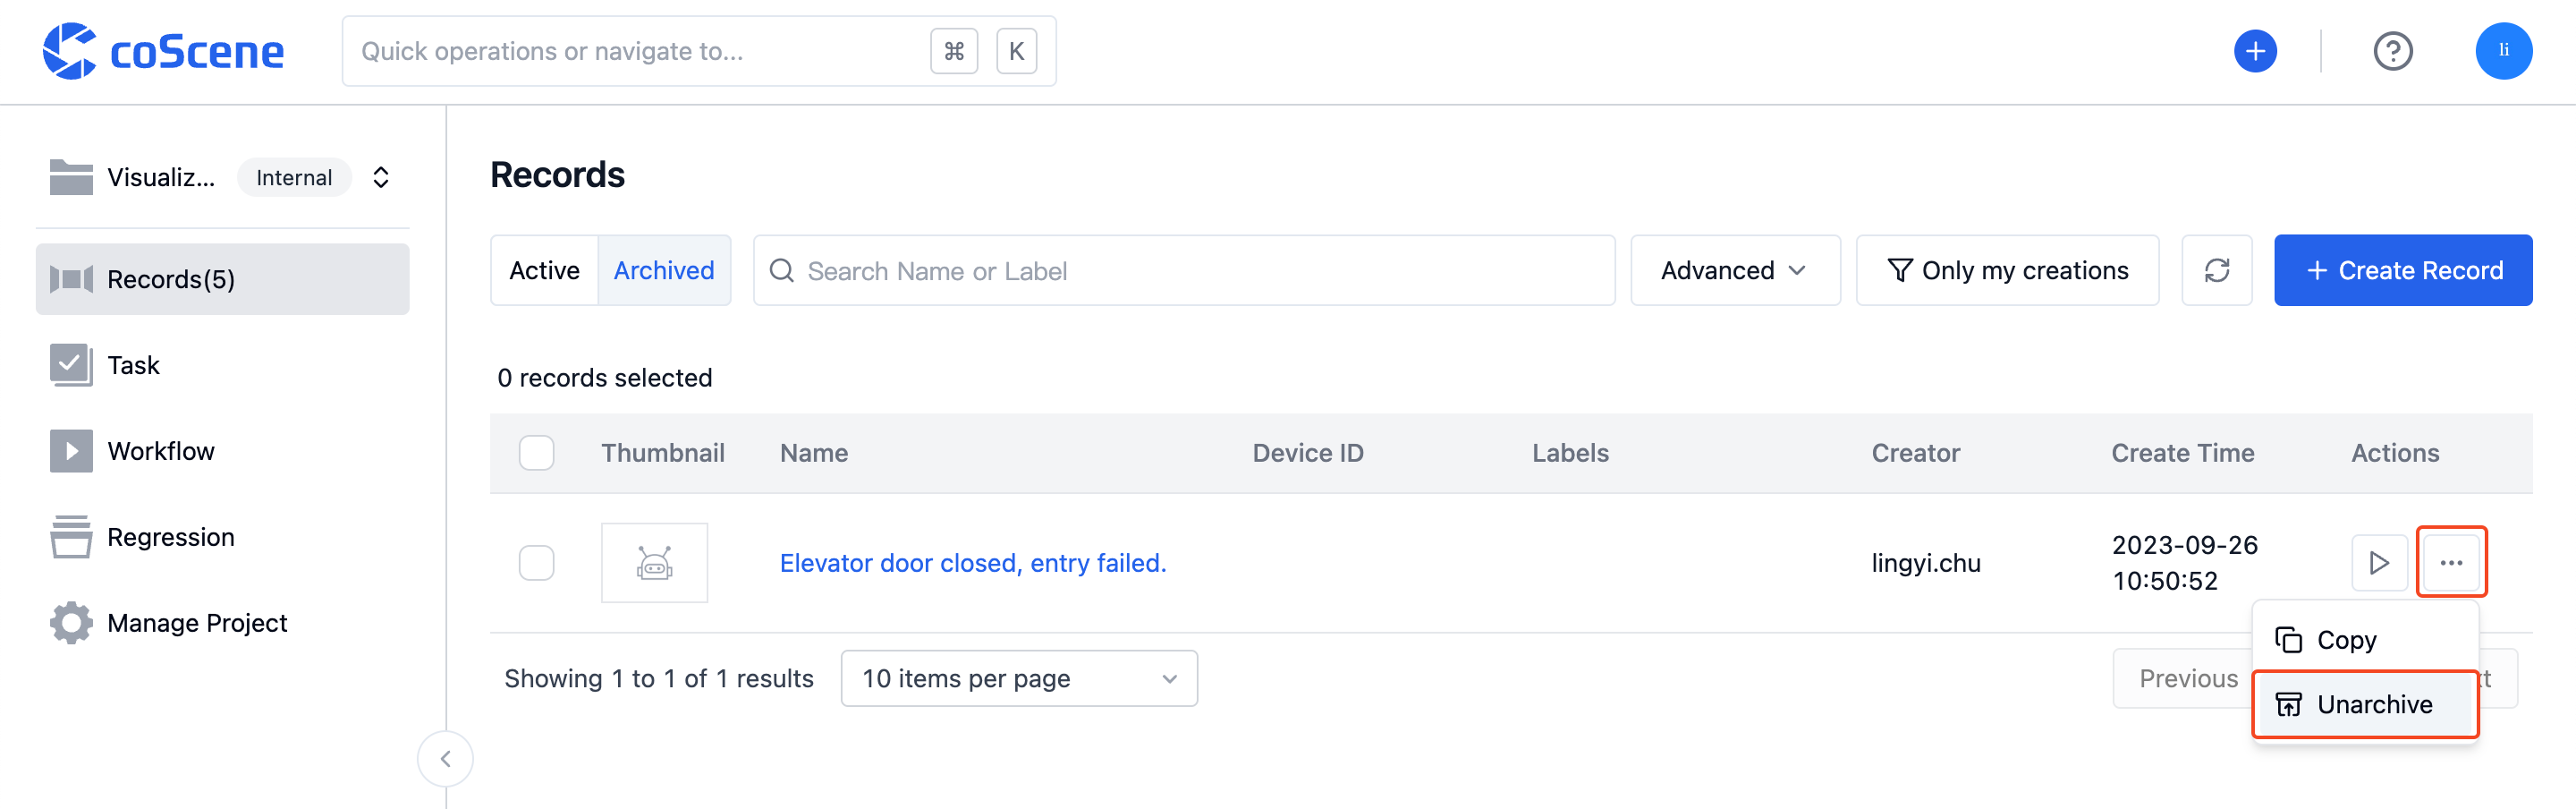 coScene
Quick operations or navigate to...
⌘ K
li
Visualiz... Internal
Records(5)
Task
Workflow
Regression
Manage Project
Records
Active Archived
Search Name or Label
Advanced
Only my creations
Create Record
0 records selected
Thumbnail Name Device ID Labels Creator Create Time Actions
Elevator door closed, entry failed. lingyi.chu 2023-09-26
10:50:52
Copy
Unarchive
Showing 1 to 1 of 1 results 10 items per page Previous